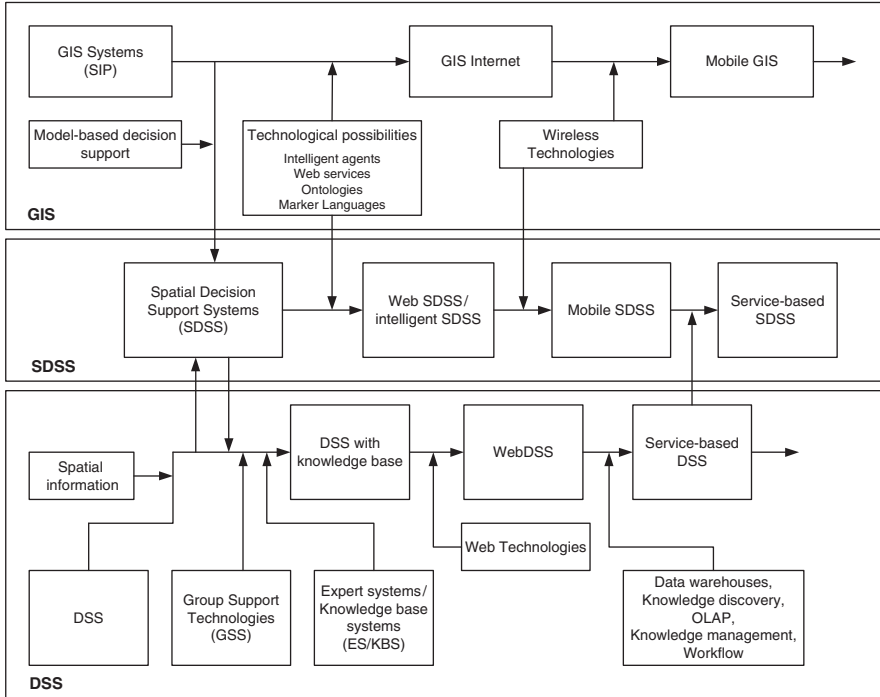 GIS Systems
(SIP)
GIS Internet
Mobile GIS
Model-based decision
support
Technological possibilities
Intelligent agents
Web services
Ontologies
Marker Languages
Wireless
Technologies
GIS
Spatial Decision
Support Systems
(SDSS)
Web SDSS/
intelligent SDSS
Mobile SDSS
Service-based
SDSS
SDSS
DSS with
knowledge base
WebDSS
Service-based
DSS
Spatial
information
Web Technologies
DSS
Group Support
Technologies
(GSS)
Expert systems/
Knowledge base
systems
(ES/KBS)
Data warehouses,
Knowledge discovery,
OLAP,
Knowledge management,
Workflow
DSS